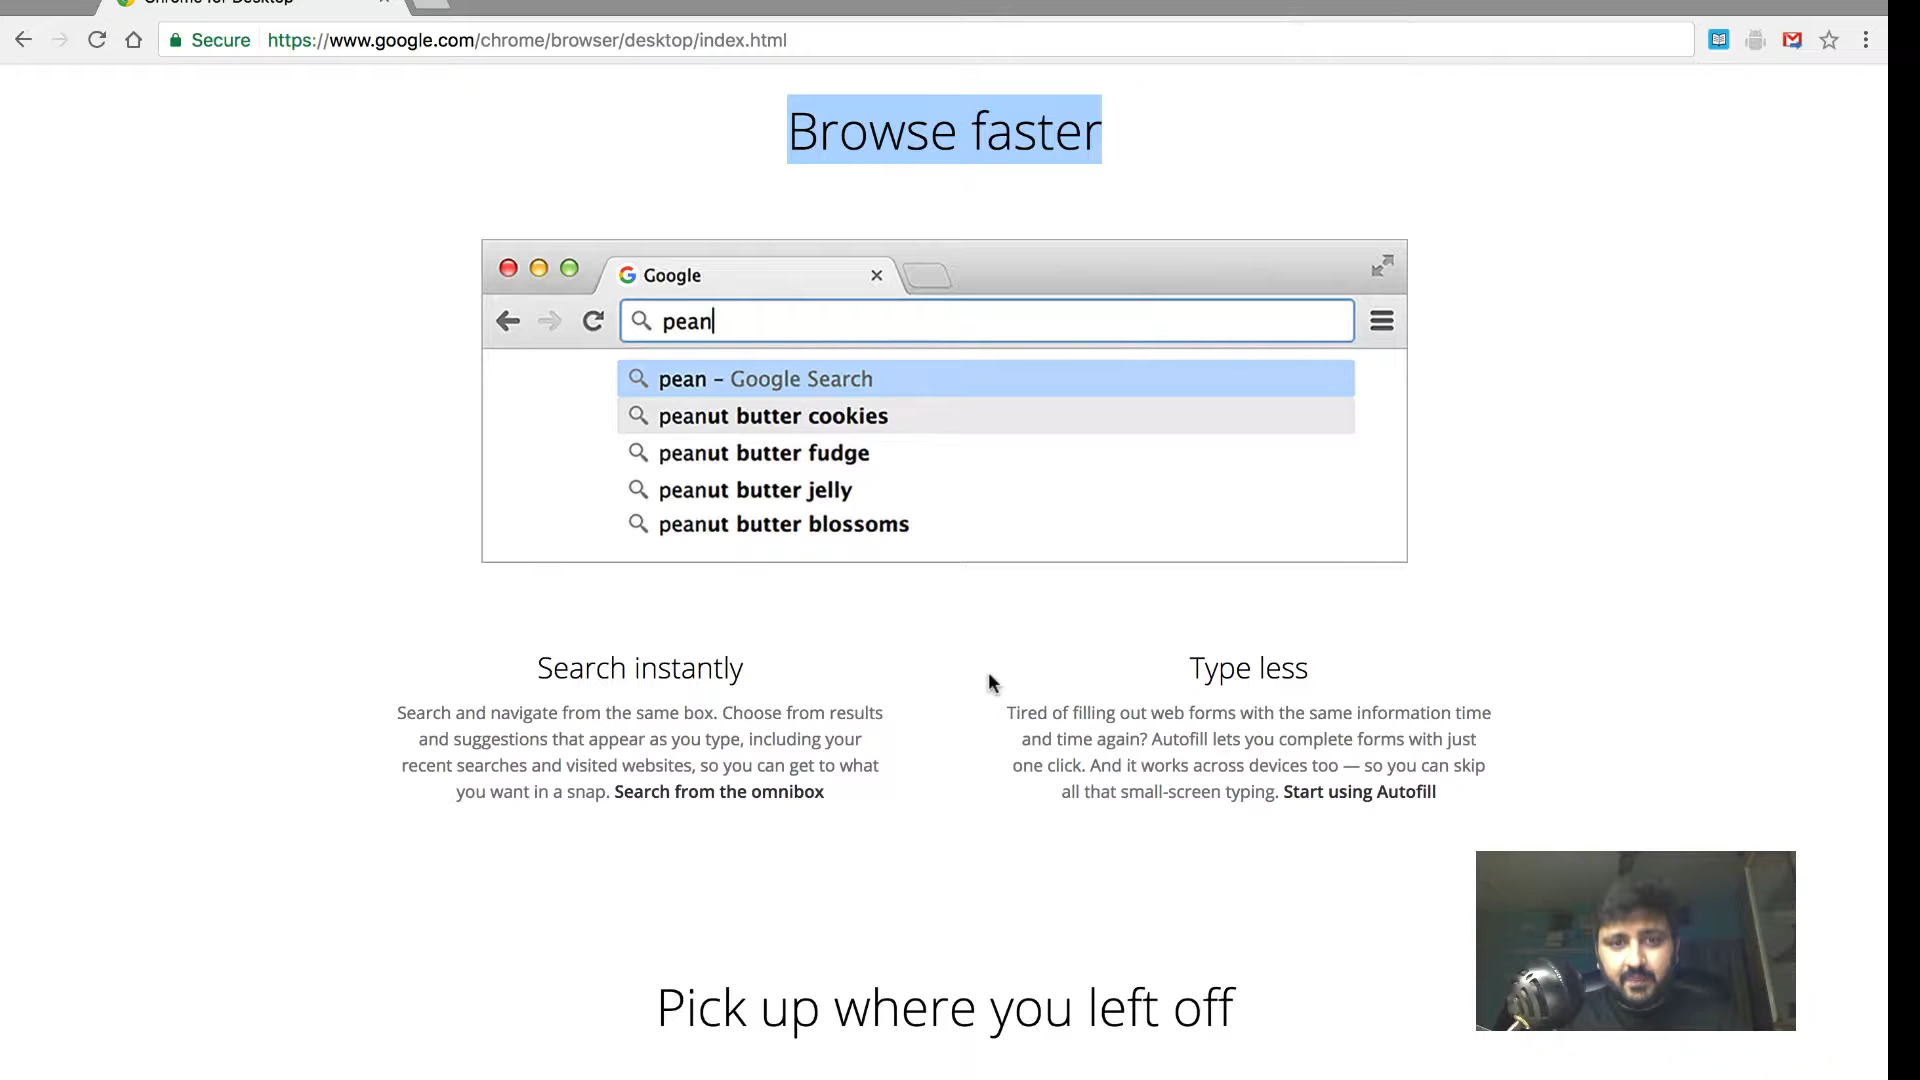 Chrome for Desktop
Secure https://www.google.com/chrome/browser/desktop/index.html
Browse faster
Google
pean
pean – Google Search
peanut butter cookies
peanut butter fudge
peanut butter jelly
peanut butter blossoms
Search instantly
Search and navigate from the same box. Choose from results
and suggestions that appear as you type, including your
recent searches and visited websites, so you can get to what
you want in a snap. Search from the omnibox
Type less
Tired of filling out web forms with the same information time
and time again? Autofill lets you complete forms with just
one click. And it works across devices too — so you can skip
all that small-screen typing. Start using Autofill
Pick up where you left off